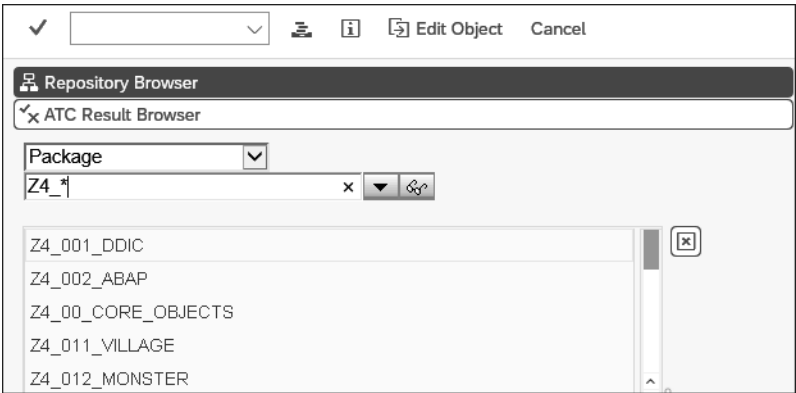 Edit Object Cancel
Repository Browser
ATC Result Browser
Package
Z4_*
Z4_001_DDIC
Z4_002_ABAP
Z4_00_CORE_OBJECTS
Z4_011_VILLAGE
Z4_012_MONSTER